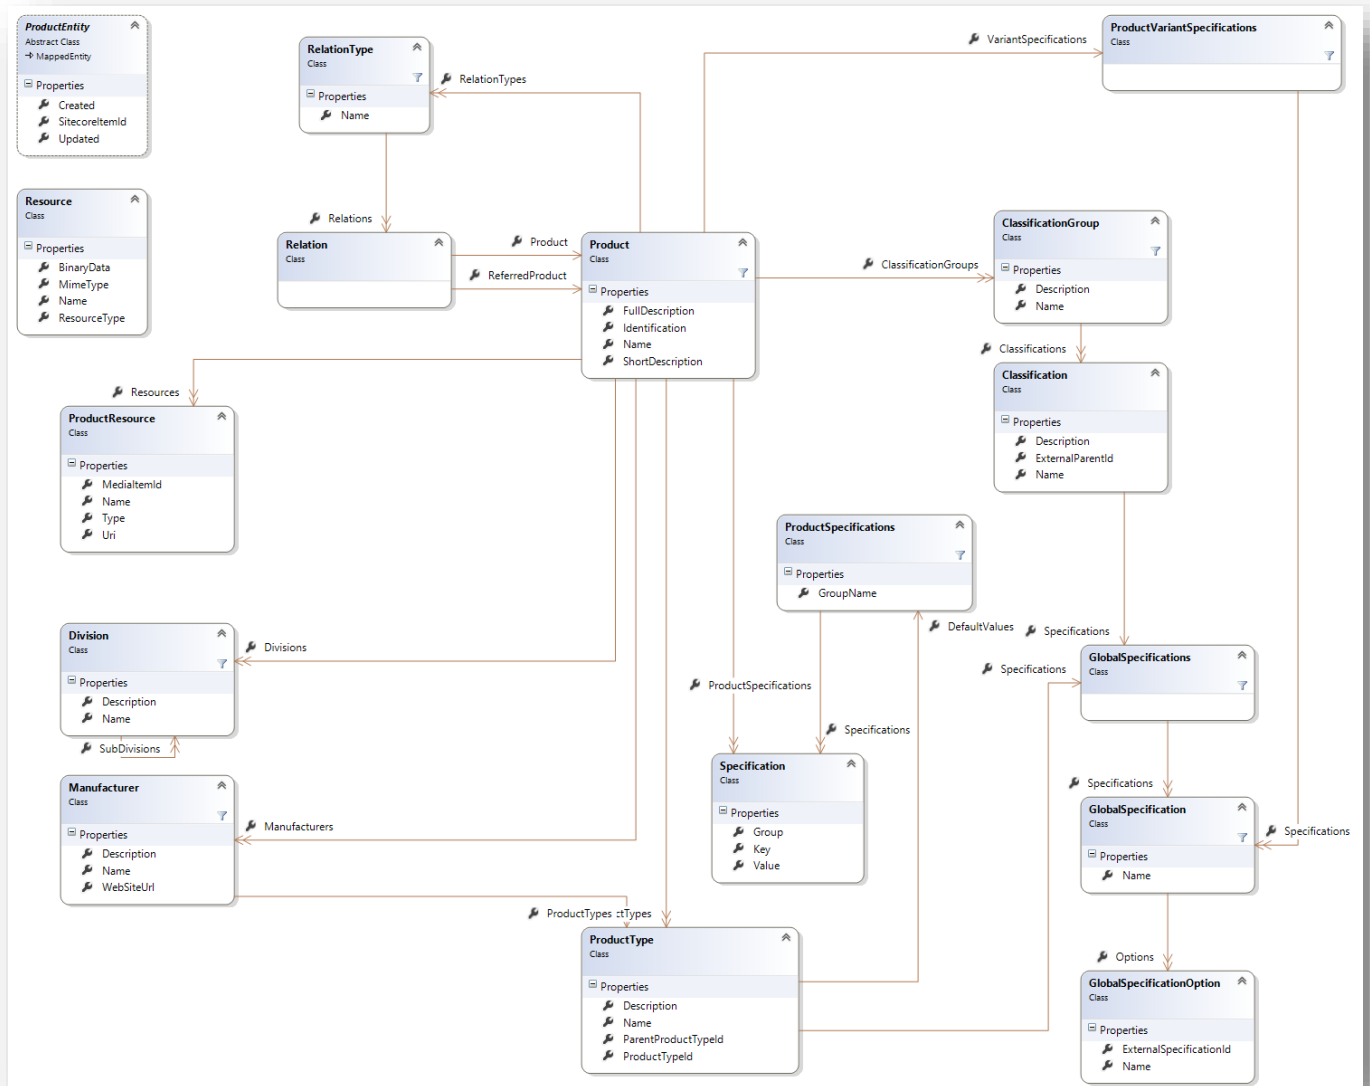 ProductEntity
Abstract Class
MappedEntity
Properties
Created
SitecoreItemId
Updated
RelationType
Class
Properties
Name
RelationTypes
VariantSpecifications
ProductVariantSpecifications
Class
Resource
Class
Properties
BinaryData
MimeType
Name
ResourceType
Relations
Relation
Class
Product
ReferredProduct
Product
Class
Properties
FullDescription
Identification
Name
ShortDescription
ClassificationGroups
ClassificationGroup
Class
Properties
Description
Name
Classifications
Classification
Class
Properties
Description
ExternalParentId
Name
Resources
ProductResource
Class
Properties
MediaItemId
Name
Type
Uri
ProductSpecifications
Class
Properties
GroupName
DefaultValues
Specifications
Specifications
GlobalSpecifications
Class
Division
Class
Properties
Description
Name
Divisions
SubDivisions
ProductSpecifications
Specifications
Specification
Class
Properties
Group
Key
Value
Manufacturer
Class
Properties
Description
Name
WebSiteUrl
Manufacturers
Specifications
GlobalSpecification
Class
Properties
Name
Specifications
ProductTypes ctTypes
ProductType
Class
Properties
Description
Name
ParentProductTypeId
ProductTypeId
Options
GlobalSpecificationOption
Class
Properties
ExternalSpecificationId
Name